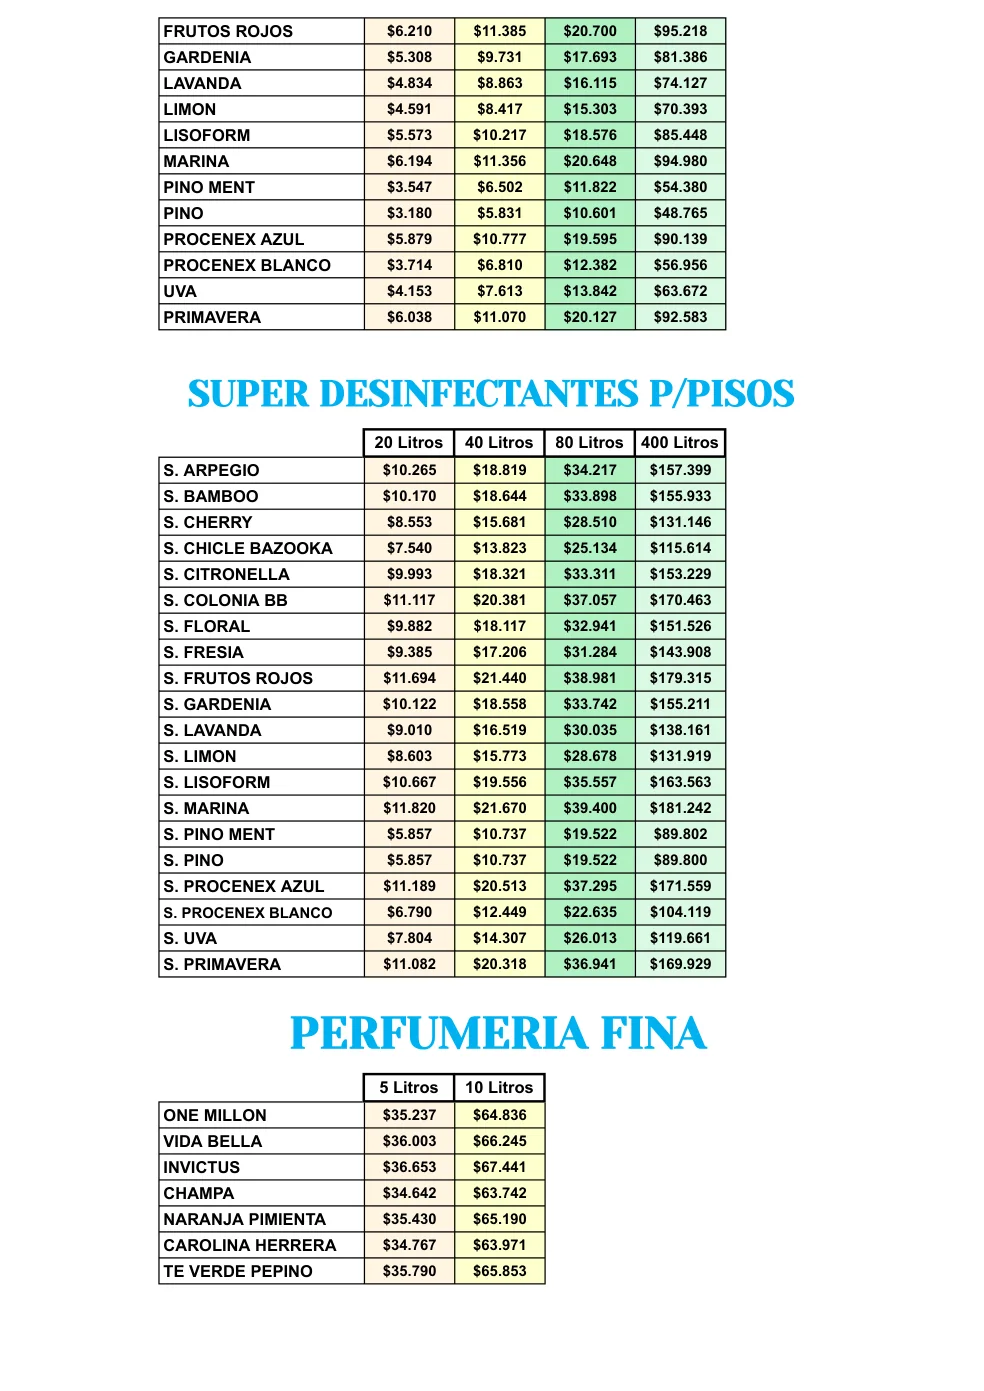 FRUTOS ROJOS $6.210 $11.385 $20.700 $95.218
GARDENIA $5.308 $9.731 $17.693 $81.386
LAVANDA $4.834 $8.863 $16.115 $74.127
LIMON $4.591 $8.417 $15.303 $70.393
LISOFORM $5.573 $10.217 $18.576 $85.448
MARINA $6.194 $11.356 $20.648 $94.980
PINO MENT $3.547 $6.502 $11.822 $54.380
PINO $3.180 $5.831 $10.601 $48.765
PROCENEX AZUL $5.879 $10.777 $19.595 $90.139
PROCENEX BLANCO $3.714 $6.810 $12.382 $56.956
UVA $4.153 $7.613 $13.842 $63.672
PRIMAVERA $6.038 $11.070 $20.127 $92.583
SUPER DESINFECTANTES P/PISOS
20 Litros 40 Litros 80 Litros 400 Litros
S. ARPEGIO $10.265 $18.819 $34.217 $157.399
S. BAMBOO $10.170 $18.644 $33.898 $155.933
S. CHERRY $8.553 $15.681 $28.510 $131.146
S. CHICLE BAZOOKA $7.540 $13.823 $25.134 $115.614
S. CITRONELLA $9.993 $18.321 $33.311 $153.229
S. COLONIA BB $11.117 $20.381 $37.057 $170.463
S. FLORAL $9.882 $18.117 $32.941 $151.526
S. FRESIA $9.385 $17.206 $31.284 $143.908
S. FRUTOS ROJOS $11.694 $21.440 $38.981 $179.315
S. GARDENIA $10.122 $18.558 $33.742 $155.211
S. LAVANDA $9.010 $16.519 $30.035 $138.161
S. LIMON $8.603 $15.773 $28.678 $131.919
S. LISOFORM $10.667 $19.556 $35.557 $163.563
S. MARINA $11.820 $21.670 $39.400 $181.242
S. PINO MENT $5.857 $10.737 $19.522 $89.802
S. PINO $5.857 $10.737 $19.522 $89.800
S. PROCENEX AZUL $11.189 $20.513 $37.295 $171.559
S. PROCENEX BLANCO $6.790 $12.449 $22.635 $104.119
S. UVA $7.804 $14.307 $26.013 $119.661
S. PRIMAVERA $11.082 $20.318 $36.941 $169.929
PERFUMERIA FINA
5 Litros 10 Litros
ONE MILLON $35.237 $64.836
VIDA BELLA $36.003 $66.245
INVICTUS $36.653 $67.441
CHAMPA $34.642 $63.742
NARANJA PIMIENTA $35.430 $65.190
CAROLINA HERRERA $34.767 $63.971
TE VERDE PEPINO $35.790 $65.853